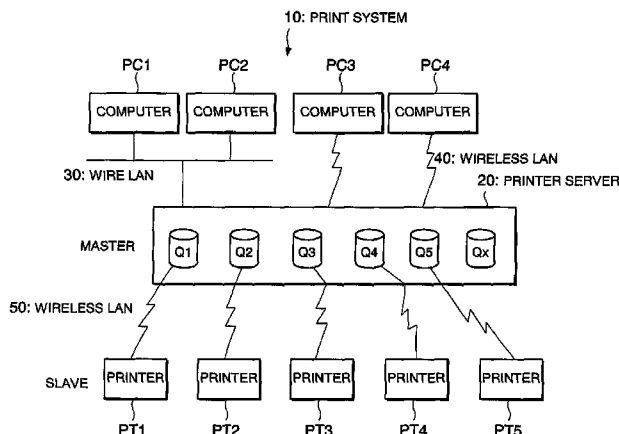 10: PRINT SYSTEM
PC1 PC2 PC3 PC4
COMPUTER COMPUTER COMPUTER COMPUTER
30: WIRE LAN
40: WIRELESS LAN
20: PRINTER SERVER
MASTER
Q1 Q2 Q3 Q4 Q5 Qx
50: WIRELESS LAN
SLAVE
PRINTER PRINTER PRINTER PRINTER PRINTER
PT1 PT2 PT3 PT4 PT5